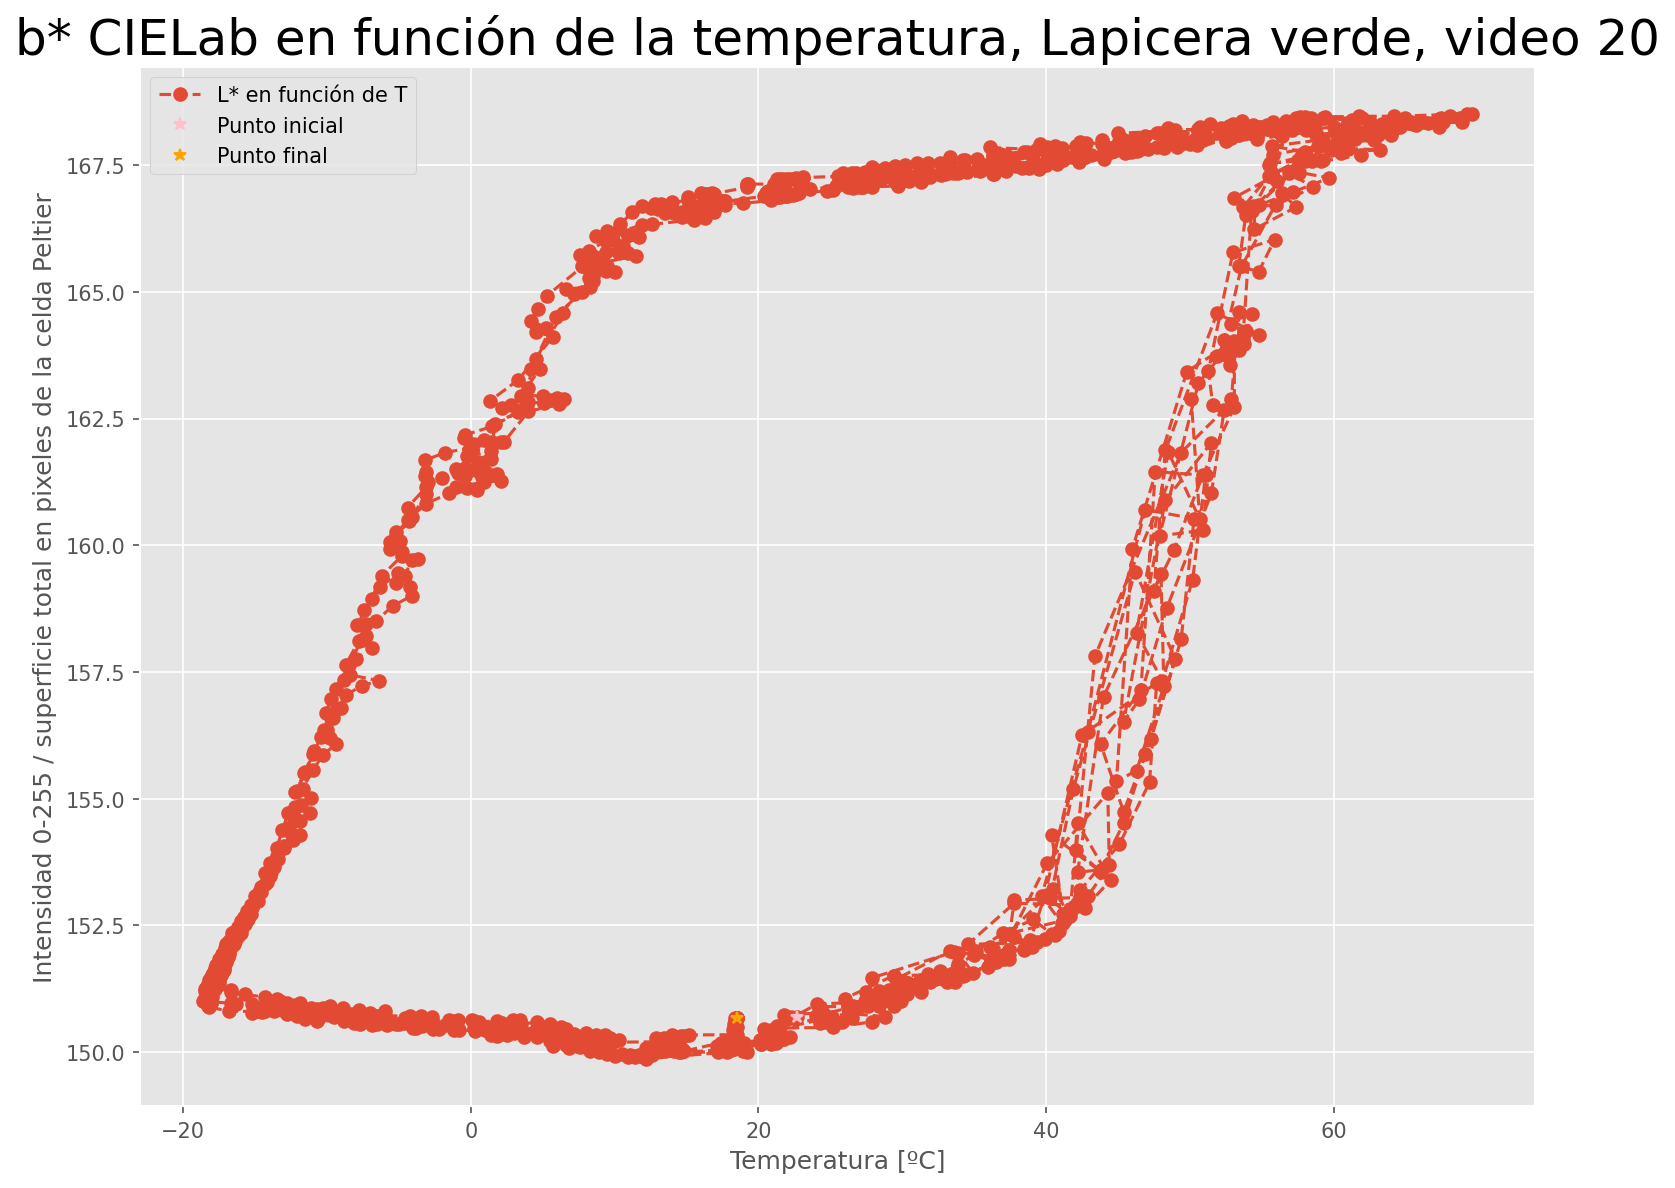 b* CIELab en función de la temperatura, Lapicera verde, video 20
L* en función de T
Punto inicial
Punto final
Intensidad 0-255 / superficie total en pixeles de la celda Peltier
167.5
165.0
162.5
160.0
157.5
155.0
152.5
150.0
−20 0 20 40 60
Temperatura [ºC]